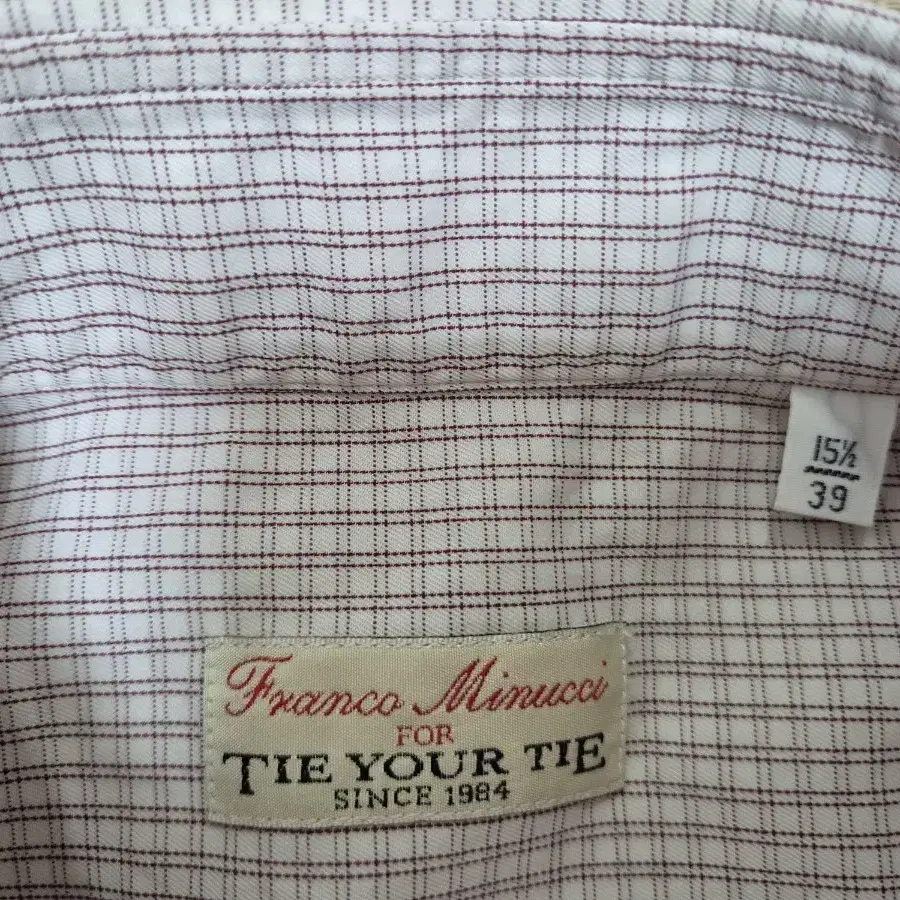 15½
39
Franco Minucci
FOR
TIE YOUR TIE
SINCE 1984